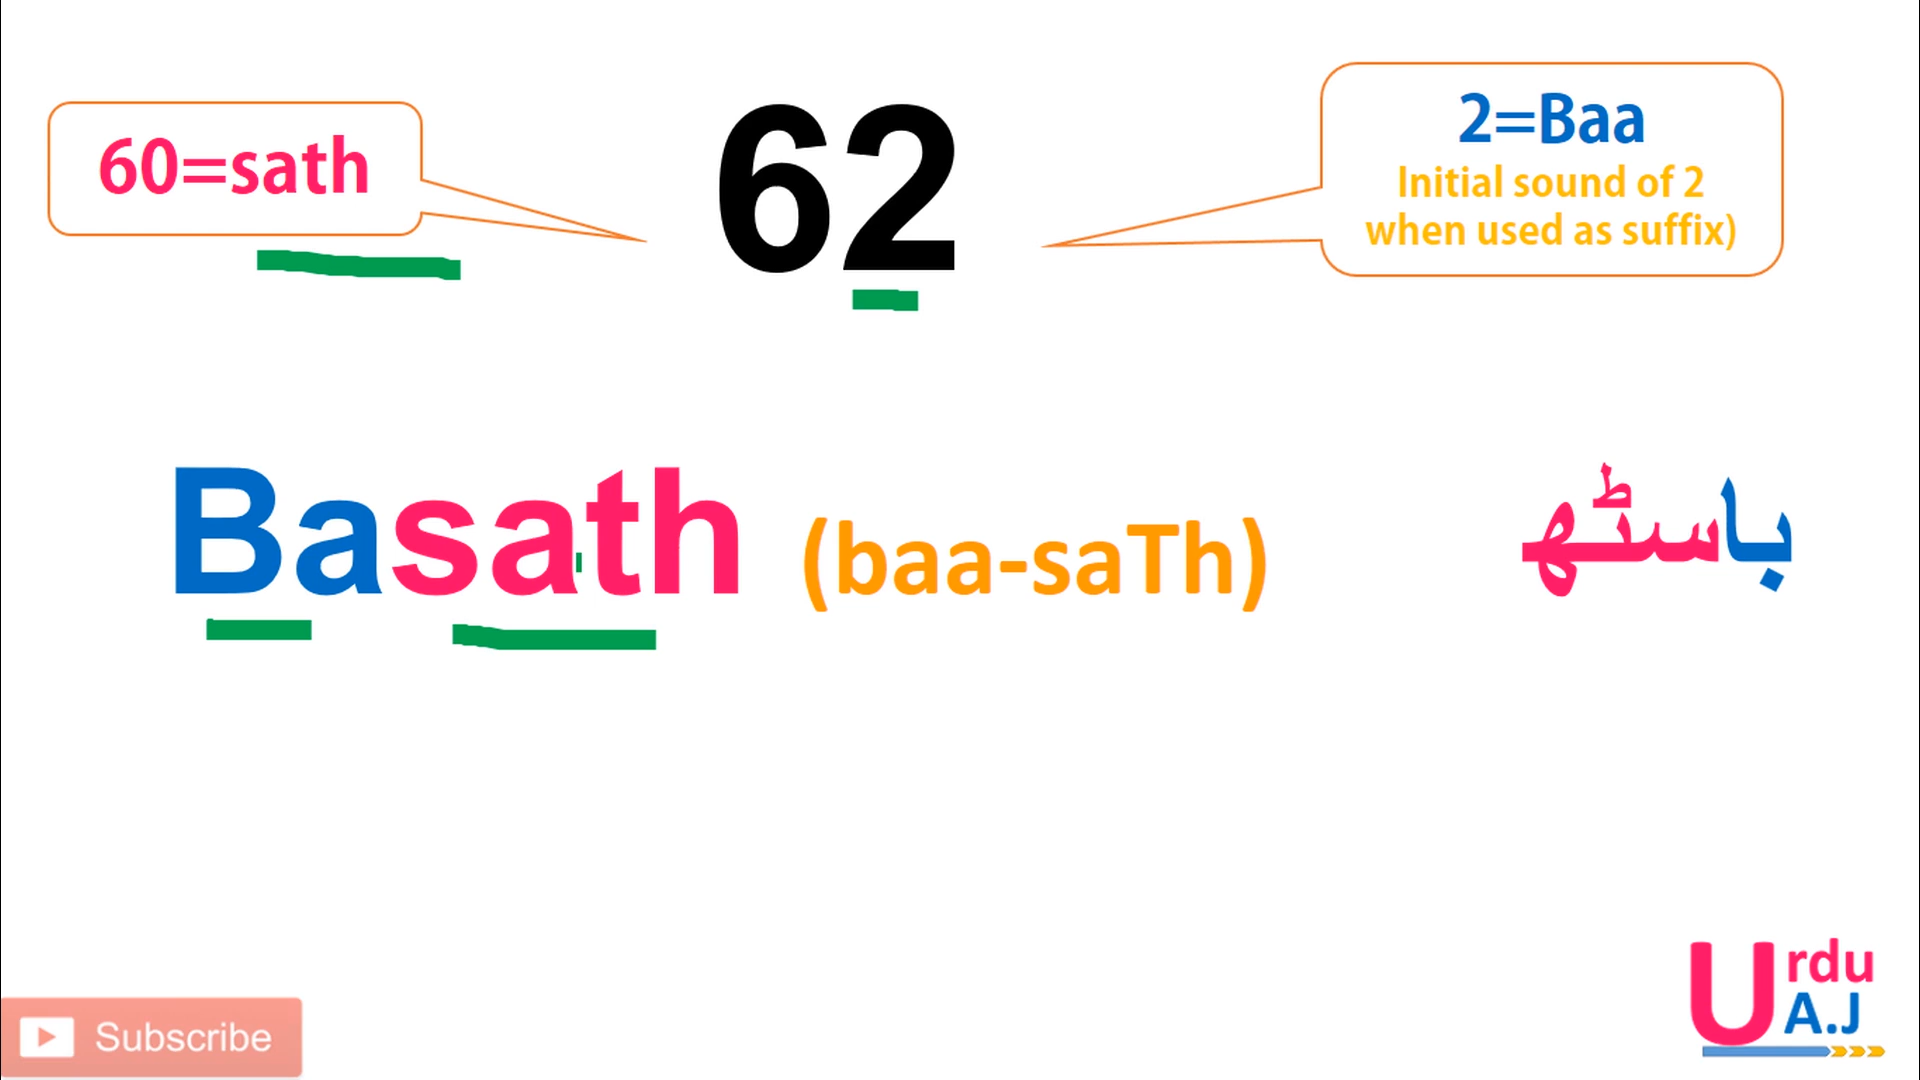 60=sath
62
2=Baa
Initial sound of 2
when used as suffix)
Basath (baa-saTh)
باسٹھ
Subscribe
Urdu
A.J